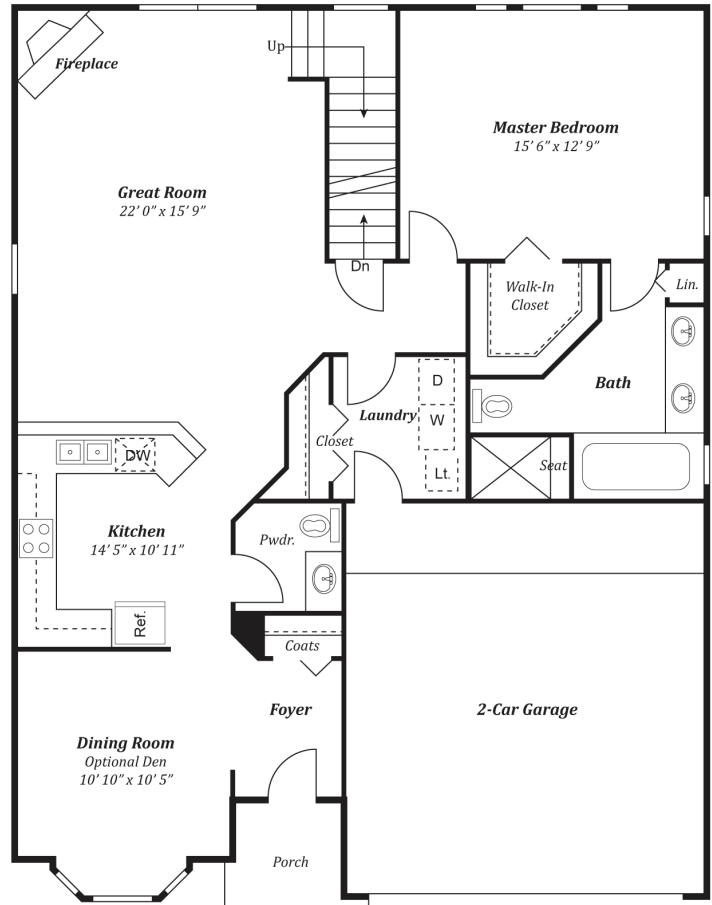 Up
Fireplace
Master Bedroom
15’ 6” x 12’ 9”
Great Room
22’ 0” x 15’ 9”
Dn
Walk-In
Closet
Lin.
Bath
D
Laundry
W
Closet
Lt.
Seat
DW
Kitchen
14’ 5” x 10’ 11”
Pwdr.
Ref.
Coats
Foyer
2-Car Garage
Dining Room
Optional Den
10’ 10” x 10’ 5”
Porch